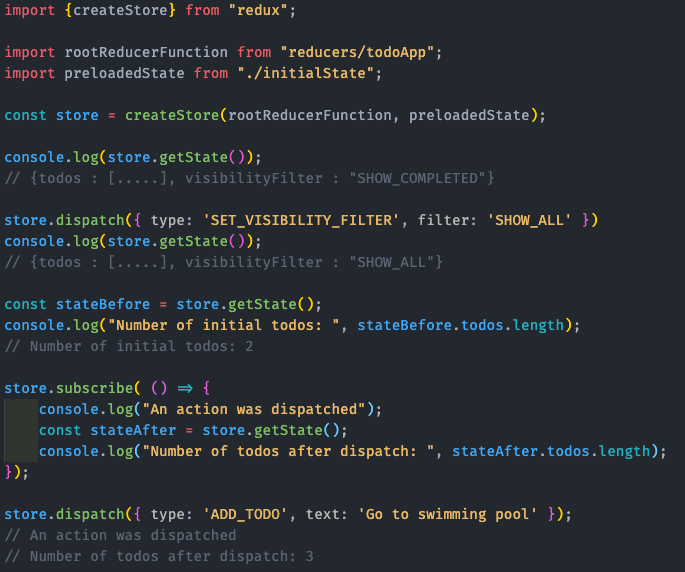 import {createStore} from "redux";
import rootReducerFunction from "reducers/todoApp";
import preloadedState from "./initialState";
const store = createStore(rootReducerFunction, preloadedState);
console.log(store.getState());
// {todos : [.....], visibilityFilter : "SHOW_COMPLETED"}
store.dispatch({ type: 'SET_VISIBILITY_FILTER', filter: 'SHOW_ALL' })
console.log(store.getState());
// {todos : [.....], visibilityFilter : "SHOW_ALL"}
const stateBefore = store.getState();
console.log("Number of initial todos: ", stateBefore.todos.length);
// Number of initial todos: 2
store.subscribe( () => {
    console.log("An action was dispatched");
    const stateAfter = store.getState();
    console.log("Number of todos after dispatch: ", stateAfter.todos.length);
});
store.dispatch({ type: 'ADD_TODO', text: 'Go to swimming pool' });
// An action was dispatched
// Number of todos after dispatch: 3